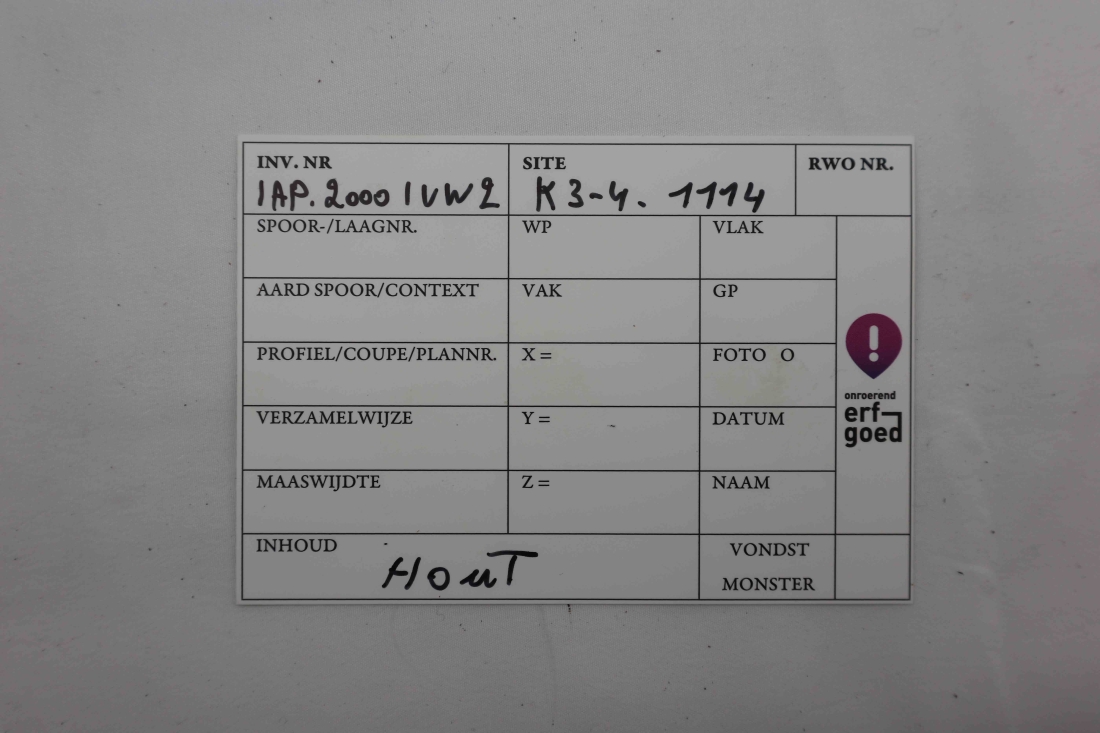 INV. NR SITE RWO NR.
IAP.2000 IVW2 K 3-4. 1114
SPOOR-/LAAGNR. WP VLAK
AARD SPOOR/CONTEXT VAK GP
PROFIEL/COUPE/PLANNR. X = FOTO O
onroerend
erf
goed
VERZAMELWIJZE Y = DATUM
MAASWIJDTE Z = NAAM
INHOUD VONDST
HouT
MONSTER